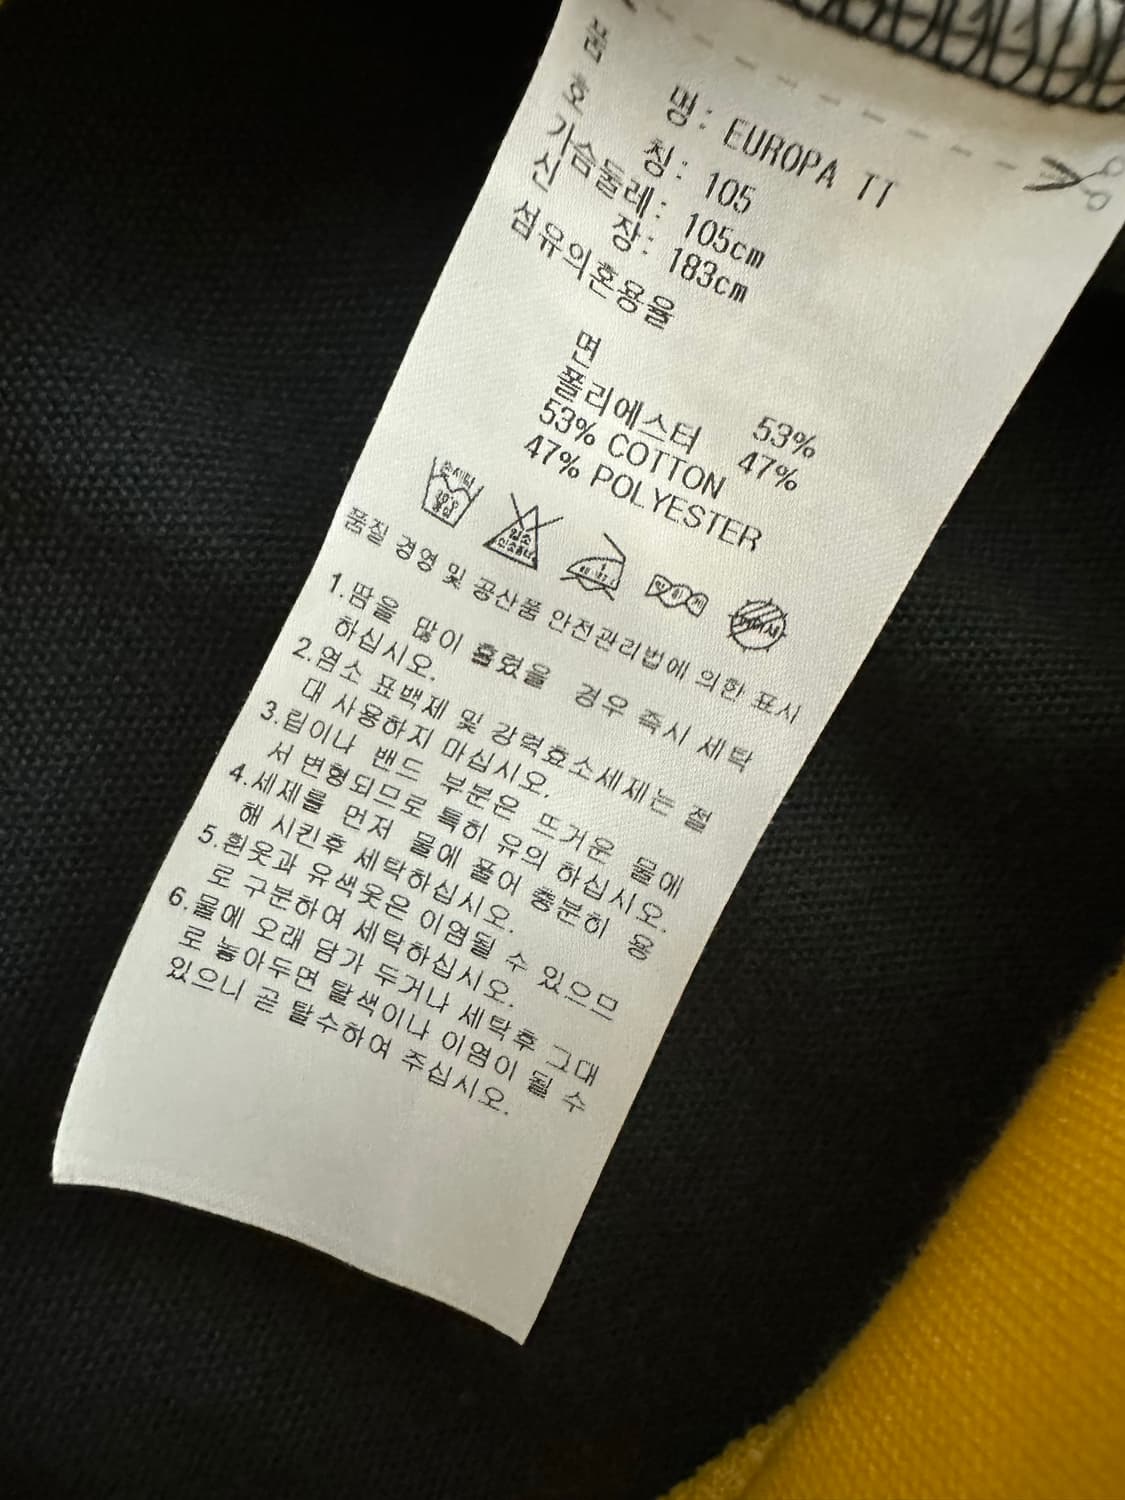 품 명: EUROPA TT
호 칭: 105
가슴둘레: 105cm
신 장: 183cm
섬유의혼용율
면 53%
폴리에스터 47%
53% COTTON
47% POLYESTER
손세탁 염소
약하게
품질 경영 및 공산품 안전관리법에 의한 표시
1.땀을 많이 흘렸을 경우 즉시 세탁
하십시오.
2.염소 표백제 및 강력효소세제는 절
대 사용하지 마십시오.
3.립이나 밴드 부분은 뜨거운 물에
서 변형되므로 특히 유의 하십시오.
4.세제를 먼저 물에 풀어 충분히 용
해 시킨후 세탁하십시오.
5.흰옷과 유색옷은 이염될 수 있으므
로 구분하여 세탁하십시오.
6.물에 오래 담가 두거나 세탁후 그대
로 놓아두면 탈색이나 이염이 될 수
있으니 곧 탈수하여 주십시오.